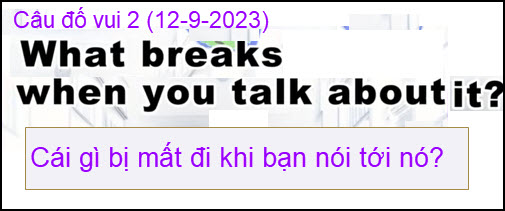 Câu đố vui 2 (12-9-2023)
What breaks
when you talk about it?
Cái gì bị mất đi khi bạn nói tới nó?